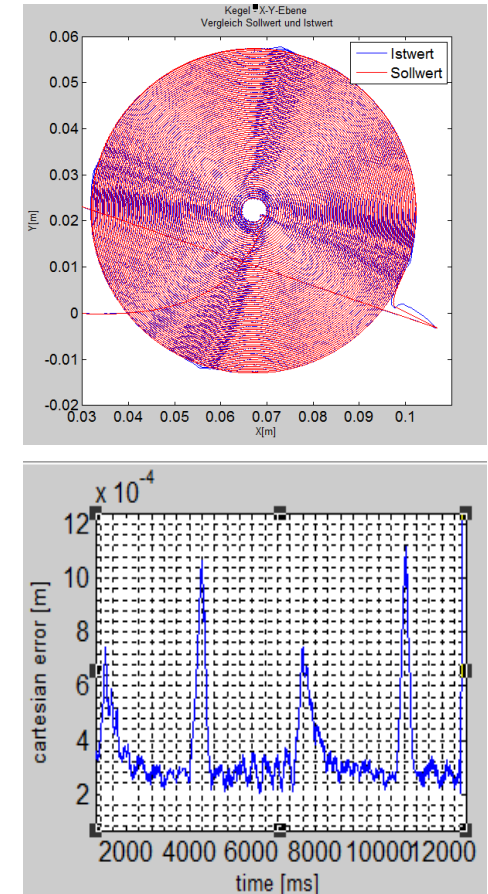 Kegel - X-Y-Ebene
Vergleich Sollwert und Istwert
Istwert
Sollwert
0.06
0.05
0.04
0.03
0.02
0.01
0
-0.01
-0.02
Y[m]
0.03 0.04 0.05 0.06 0.07 0.08 0.09 0.1
X[m]
x 10^-4
12
10
8
6
4
2
cartesian error [m]
2000 4000 6000 8000 10000 12000
time [ms]